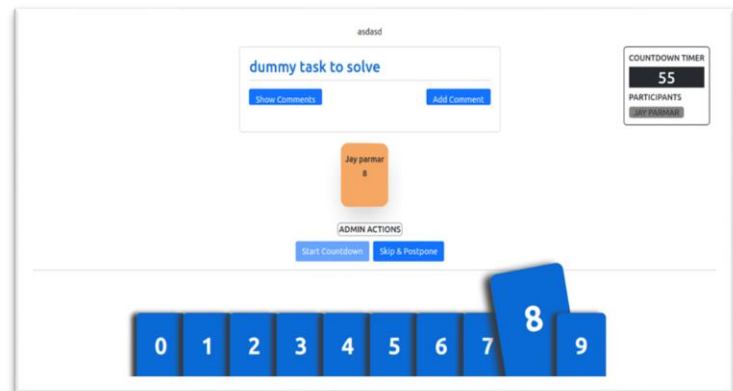 asdasd
dummy task to solve
Show Comments
Add Comment
COUNTDOWN TIMER
55
PARTICIPANTS
JAY PARMAR
Jay parmar
8
ADMIN ACTIONS
Start Countdown
Skip & Postpone
0 1 2 3 4 5 6 7 8 9